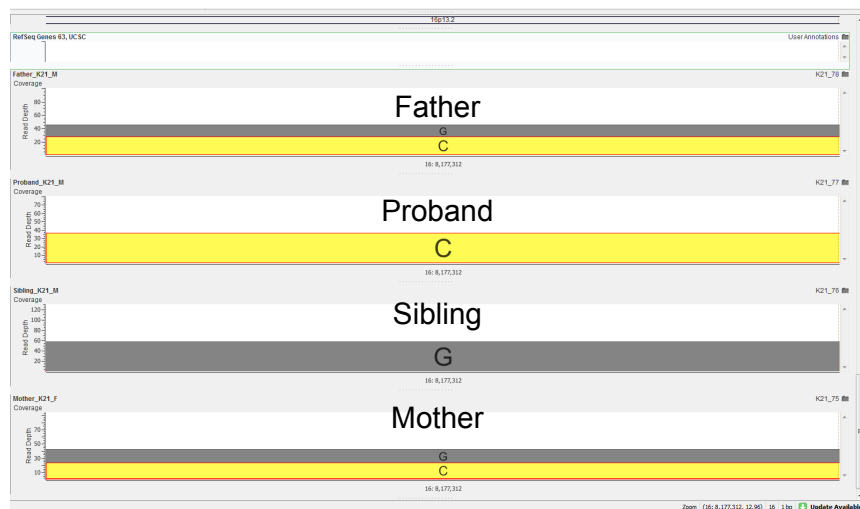 16p13.2
RefSeq Genes 63, UCSC
User Annotations
Father_K21_M
K21_78
Coverage
Father
Read Depth
80
60
40
20
G
C
16: 8,177,312
Proband_K21_M
K21_77
Coverage
Proband
Read Depth
70
60
50
40
30
20
10
C
16: 8,177,312
Sibling_K21_M
K21_76
Coverage
Sibling
Read Depth
120
100
80
60
40
20
G
16: 8,177,312
Mother_K21_F
K21_75
Coverage
Mother
Read Depth
70
50
30
10
G
C
16: 8,177,312
Zoom (16: 8,177,312, 12.96) 16 1 bp Update Available